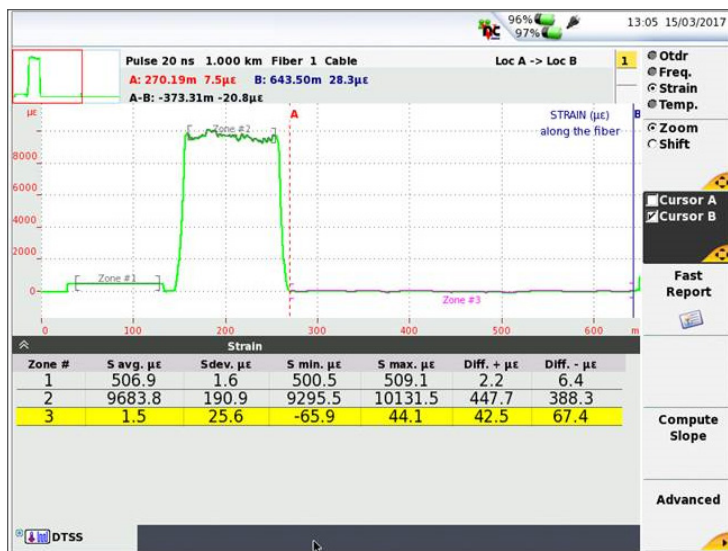 96%
97%
DC
13:05 15/03/2017
Pulse 20 ns 1.000 km Fiber 1 Cable Loc A -> Loc B
A: 270.19m 7.5µε B: 643.50m 28.3µε
A-B: -373.31m -20.8µε
1
Otdr
Freq.
Strain
Temp.
Zoom
Shift
Cursor A
Cursor B
Fast
Report
Compute
Slope
Advanced
µε
A
B
STRAIN (µε)
along the fiber
Zone #2
8000
6000
4000
2000
0
Zone #1
Zone #3
0 100 200 300 400 500 600 m
Strain
Zone # S avg. µε Sdev. µε S min. µε S max. µε Diff. + µε Diff. - µε
1 506.9 1.6 500.5 509.1 2.2 6.4
2 9683.8 190.9 9295.5 10131.5 447.7 388.3
3 1.5 25.6 -65.9 44.1 42.5 67.4
DTSS